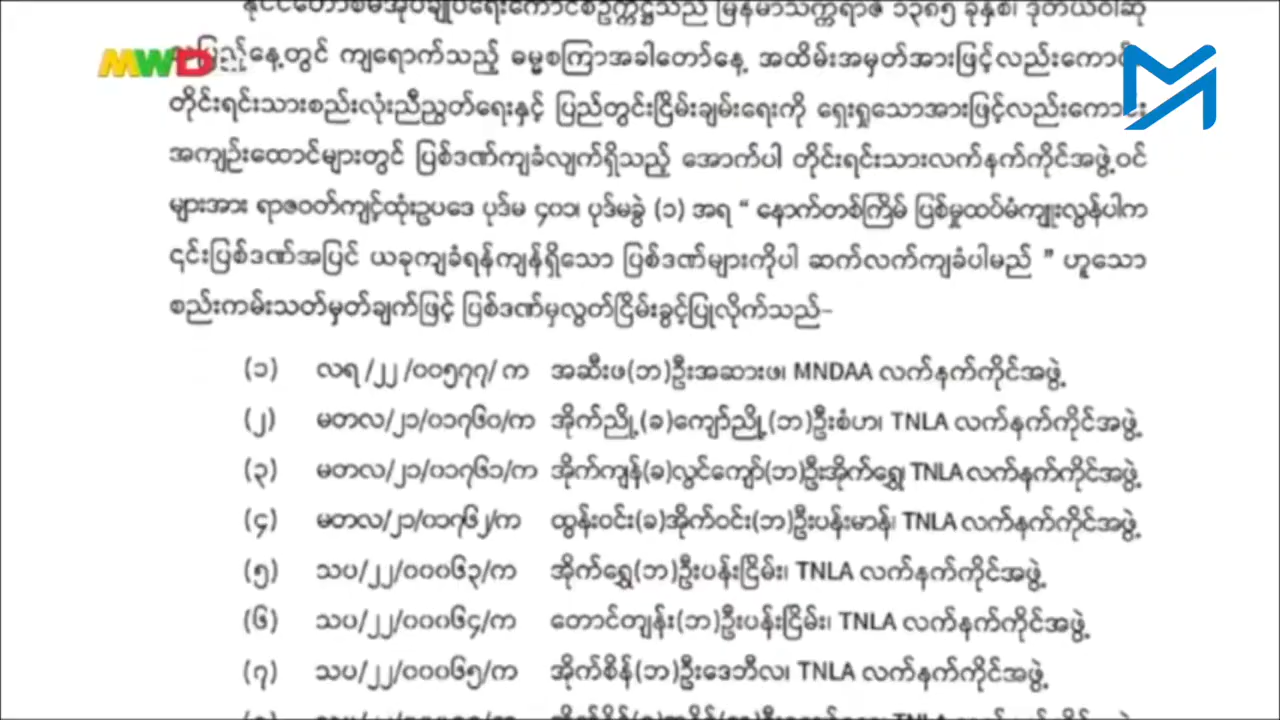 နိုင်ငံတော်စီမံအုပ်ချုပ်ရေးကောင်စီဥက္ကဋ္ဌသည် မြန်မာသက္ကရာဇ် ၁၃၈၅ ခုနှစ်၊ ဒုတိယဝါဆို
MWD လပြည့်နေ့တွင် ကျရောက်သည့် ဓမ္မစကြာအခါတော်နေ့ အထိမ်းအမှတ်အားဖြင့်လည်းကောင်း၊
တိုင်းရင်းသားစည်းလုံးညီညွတ်ရေးနှင့် ပြည်တွင်းငြိမ်းချမ်းရေးကို ရှေးရှုသောအားဖြင့်လည်းကောင်း
အကျဉ်းထောင်များတွင် ပြစ်ဒဏ်ကျခံလျက်ရှိသည့် အောက်ပါ တိုင်းရင်းသားလက်နက်ကိုင်အဖွဲ့ဝင်
များအား ရာဇဝတ်ကျင့်ထုံးဥပဒေ ပုဒ်မ ၄၀၁၊ ပုဒ်မခွဲ (၁) အရ “ နောက်တစ်ကြိမ် ပြစ်မှုထပ်မံကျူးလွန်ပါက
၎င်းပြစ်ဒဏ်အပြင် ယခုကျခံရန်ကျန်ရှိသော ပြစ်ဒဏ်များကိုပါ ဆက်လက်ကျခံပါမည် ” ဟူသော
စည်းကမ်းသတ်မှတ်ချက်ဖြင့် ပြစ်ဒဏ်မှလွတ်ငြိမ်းခွင့်ပြုလိုက်သည်-
(၁) လရ/၂၂/၀၀၅၇၇/က အဆီးဖ(ဘ)ဦးအဆားဖ၊ MNDAA လက်နက်ကိုင်အဖွဲ့
(၂) မတလ/၂၁/၀၁၇၆၀/က အိုက်ညို့(ခ)ကျော်ညို့(ဘ)ဦးစံဟ၊ TNLA လက်နက်ကိုင်အဖွဲ့
(၃) မတလ/၂၁/၀၁၇၆၁/က အိုက်ကျန်(ခ)လွင်ကျော်(ဘ)ဦးအိုက်ရွှေ၊ TNLA လက်နက်ကိုင်အဖွဲ့
(၄) မတလ/၂၁/၀၁၇၆၂/က ထွန်းဝင်း(ခ)အိုက်ဝင်း(ဘ)ဦးပန်းမာန်၊ TNLA လက်နက်ကိုင်အဖွဲ့
(၅) သပ/၂၂/၀၀၀၆၃/က အိုက်ရွှေ(ဘ)ဦးပန်းငြိမ်း၊ TNLA လက်နက်ကိုင်အဖွဲ့
(၆) သပ/၂၂/၀၀၀၆၄/က တောင်တျန်း(ဘ)ဦးပန်းငြိမ်း၊ TNLA လက်နက်ကိုင်အဖွဲ့
(၇) သပ/၂၂/၀၀၀၆၅/က အိုက်စိန်(ဘ)ဦးဒေဘီလ၊ TNLA လက်နက်ကိုင်အဖွဲ့